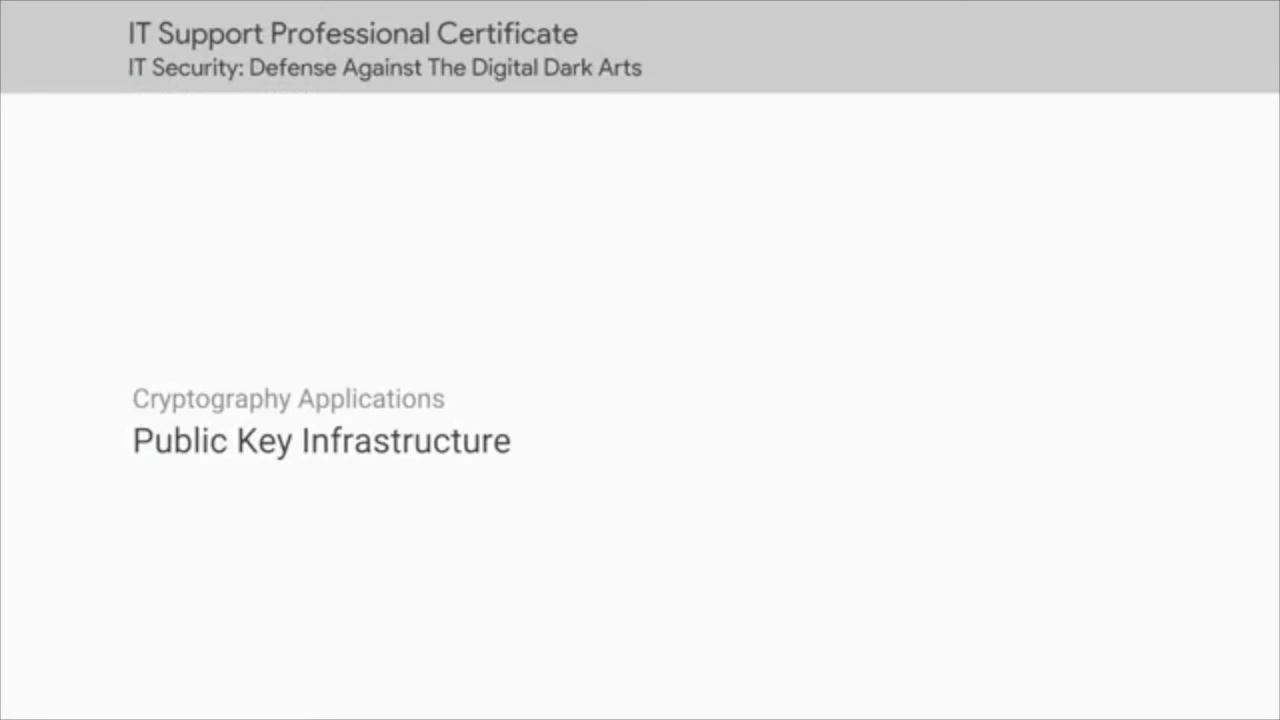 IT Support Professional Certificate
IT Security: Defense Against The Digital Dark Arts
Cryptography Applications
Public Key Infrastructure